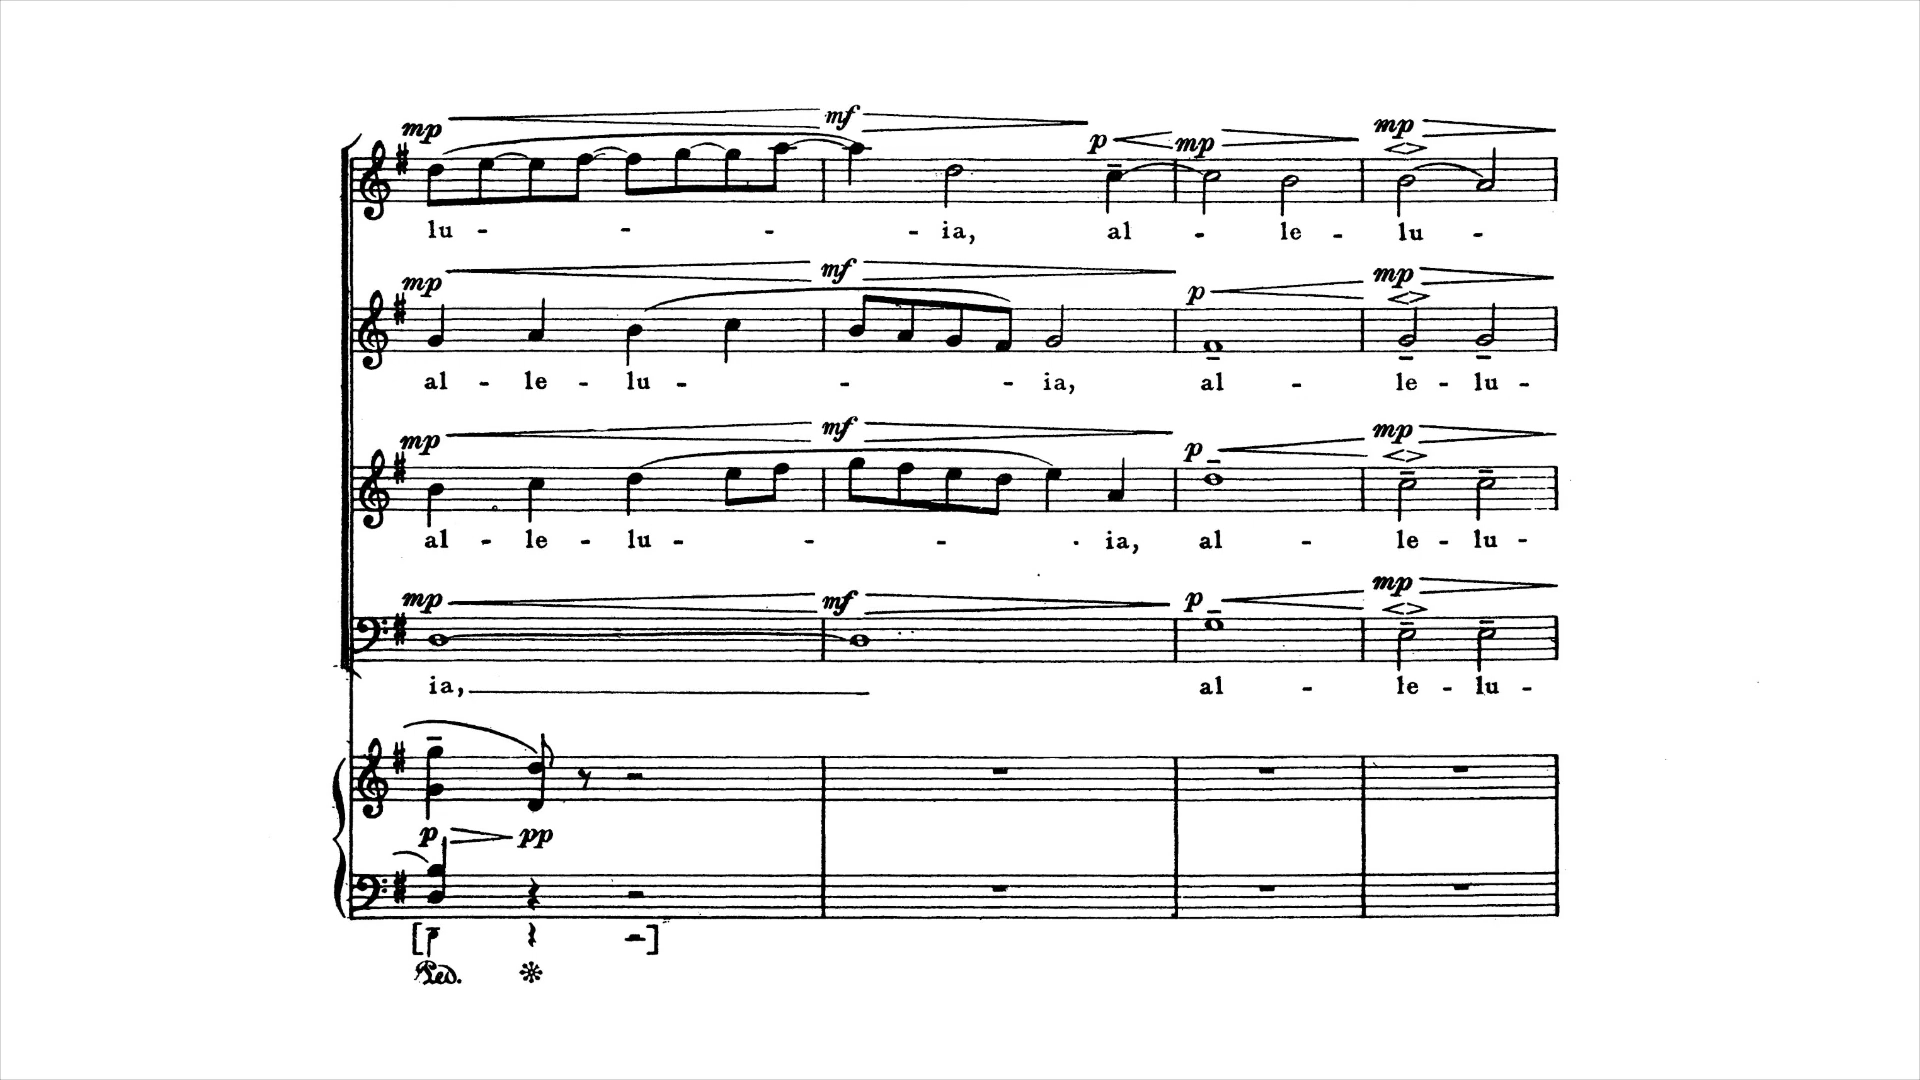 mp mf p mp mp
lu - - - - ia, al - le - lu -
mp mf p mp
al - le - lu - - - ia, al - le - lu -
mp mf p mp
al - le - lu - - - . ia, al - le - lu -
mp mf p mp
ia, al - le - lu -
p pp
Ped.